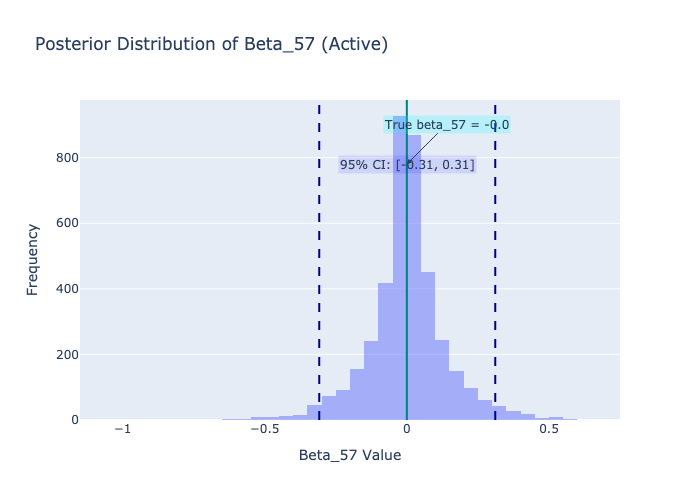 Posterior Distribution of Beta_57 (Active)
True beta_57 = -0.0
95% CI: [-0.31, 0.31]
800
600
400
200
0
Frequency
−1
−0.5
0
0.5
Beta_57 Value